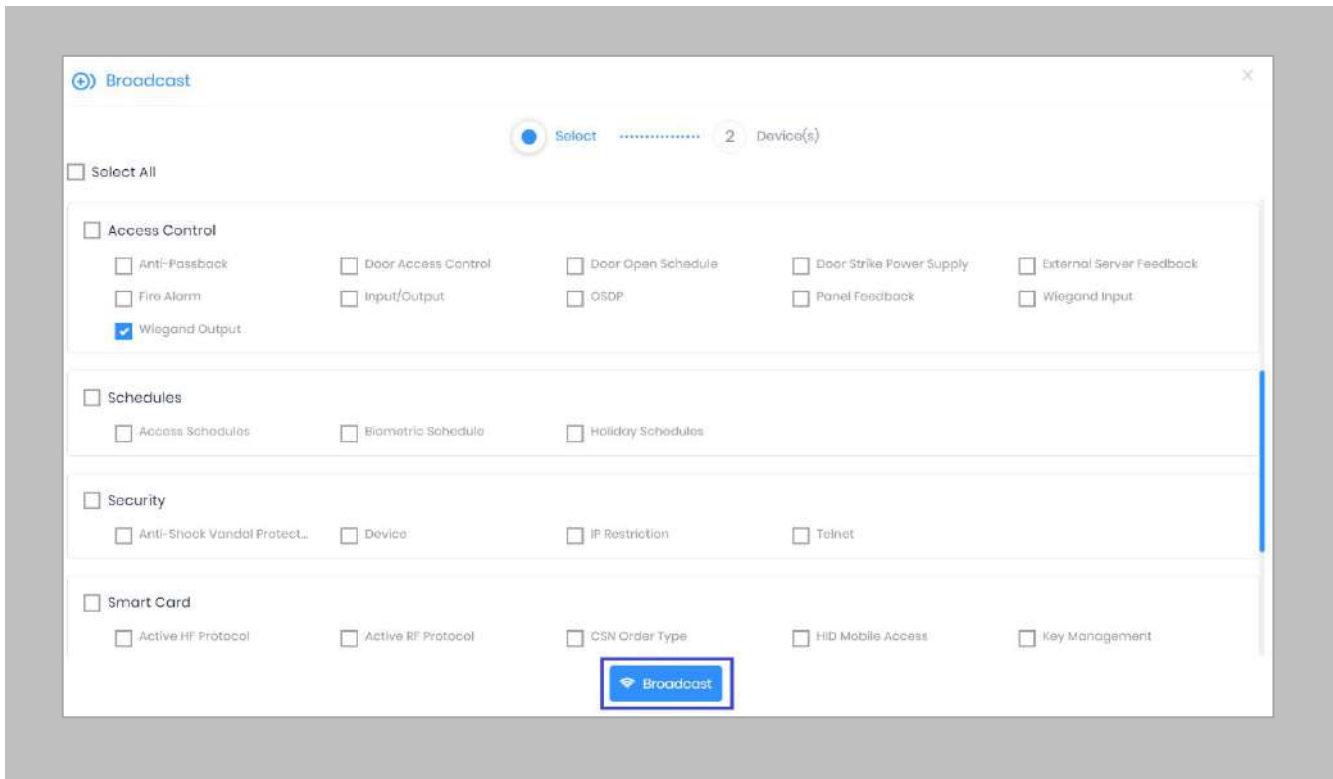 Broadcast
Select 2 Device(s)
Select All
Access Control
Anti-Passback Door Access Control Door Open Schedule Door Strike Power Supply External Server Feedback
Fire Alarm Input/Output OSDP Panel Feedback Wiegand Input
Wiegand Output
Schedules
Access Schedules Biometric Schedule Holiday Schedules
Security
Anti-Shock Vandal Protect... Device IP Restriction Telnet
Smart Card
Active HF Protocol Active RF Protocol CSN Order Type HID Mobile Access Key Management
Broadcast